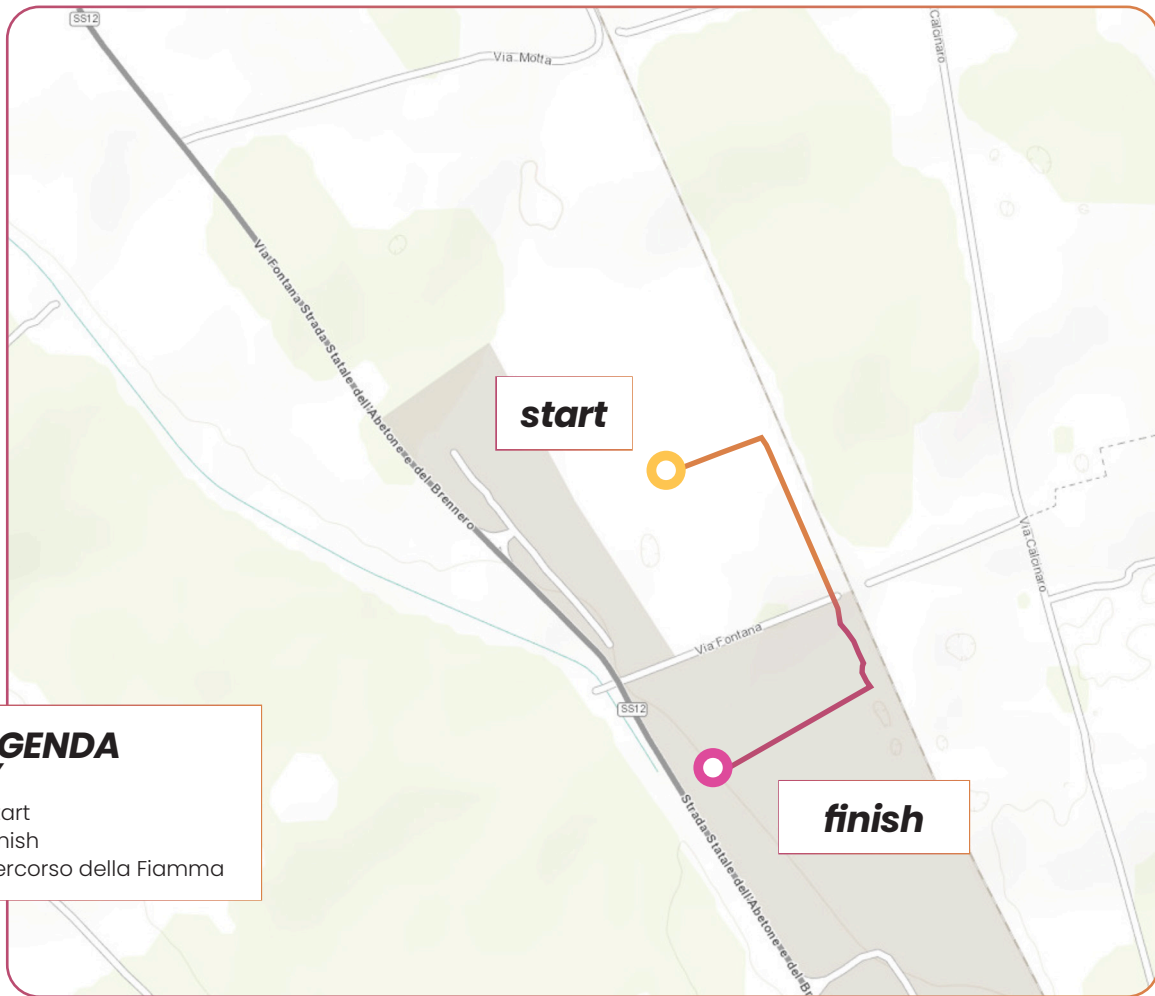 SS12
Via Motta
Calcinaro
Via Fontana Strada Statale dell'Abetone e del Brennero
start
Via Calcinaro
Via Fontana
SS12
GENDA
art
nish
ercorso della Fiamma
finish
Strada Statale dell'Abetone e del Br